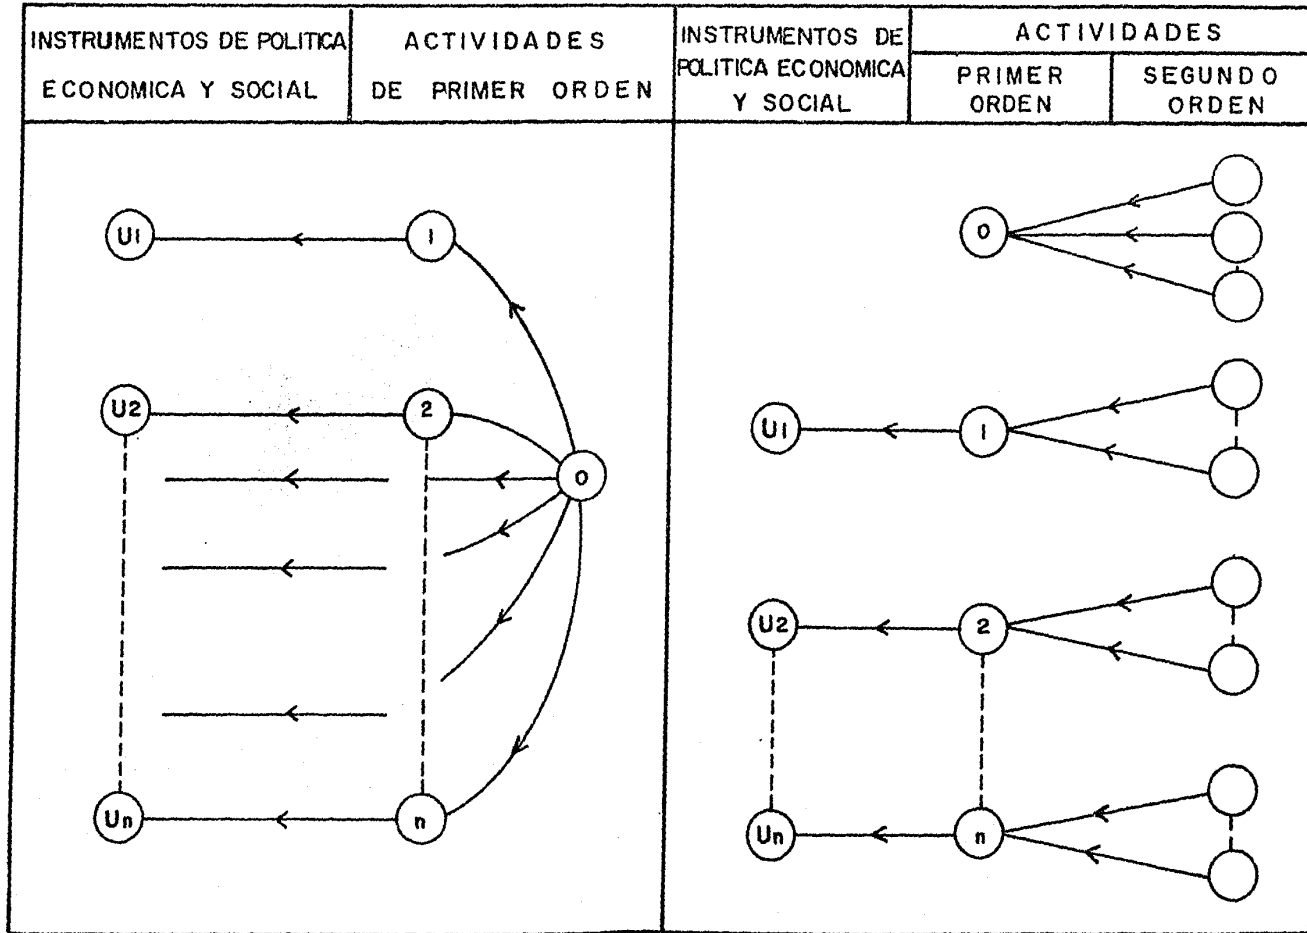 INSTRUMENTOS DE POLITICA
ECONOMICA Y SOCIAL
ACTIVIDADES
DE PRIMER ORDEN
INSTRUMENTOS DE
POLITICA ECONOMICA
Y SOCIAL
ACTIVIDADES
PRIMER
ORDEN
SEGUNDO
ORDEN
U1
1
U2
2
0
Un
n
0
U1
1
U2
2
Un
n